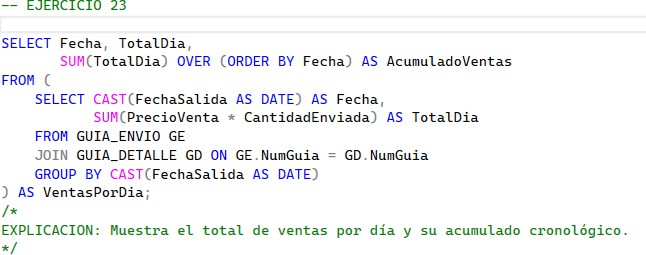 -- EJERCICIO 23
SELECT Fecha, TotalDia,
SUM(TotalDia) OVER (ORDER BY Fecha) AS AcumuladoVentas
FROM (
SELECT CAST(FechaSalida AS DATE) AS Fecha,
SUM(PrecioVenta * CantidadEnviada) AS TotalDia
FROM GUIA_ENVIO GE
JOIN GUIA_DETALLE GD ON GE.NumGuia = GD.NumGuia
GROUP BY CAST(FechaSalida AS DATE)
) AS VentasPorDia;
/*
EXPLICACION: Muestra el total de ventas por día y su acumulado cronológico.
*/